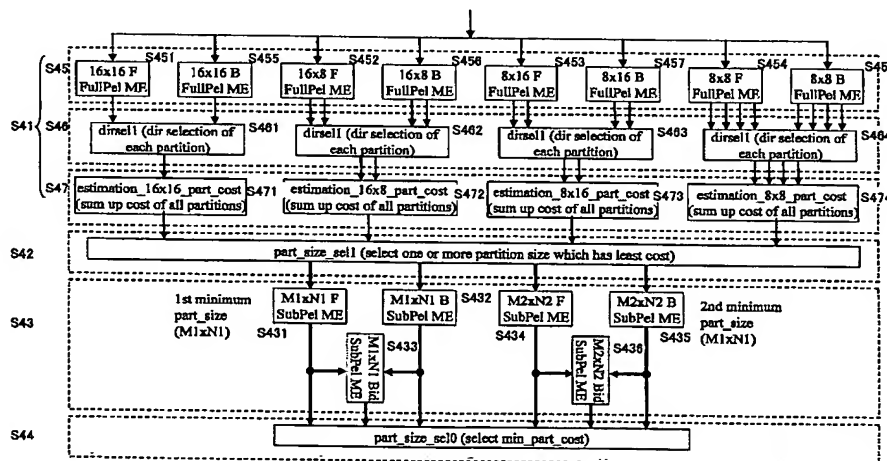 S451
S455
S452
S456
S453
S457
S454
S45
S45
16x16 F
FullPel ME
16x16 B
FullPel ME
16x8 F
FullPel ME
16x8 B
FullPel ME
8x16 F
FullPel ME
8x16 B
FullPel ME
8x8 F
FullPel ME
8x8 B
FullPel ME
S41
S46
S461
S462
S463
S464
dirsel1 (dir selection of
each partition)
dirsel1 (dir selection of
each partition)
dirsel1 (dir selection of
each partition)
dirsel1 (dir selection of
each partition)
S47
S471
S472
S473
S474
estimation_16x16_part_cost
(sum up cost of all partitions)
estimation_16x8_part_cost
(sum up cost of all partitions)
estimation_8x16_part_cost
(sum up cost of all partitions)
estimation_8x8_part_cost
(sum up cost of all partitions)
S42
part_size_sel1 (select one or more partition size which has least cost)
S43
1st minimum
part_size
(M1xN1)
M1xN1 F
SubPel ME
S431
M1xN1 B
SubPel ME
S432
M1xN1 Bid
SubPel ME
S433
M2xN2 F
SubPel ME
S434
M2xN2 B
SubPel ME
S435
M2xN2 Bid
SubPel ME
S436
2nd minimum
part_size
(M1xN1)
S44
part_size_sel0 (select min_part_cost)